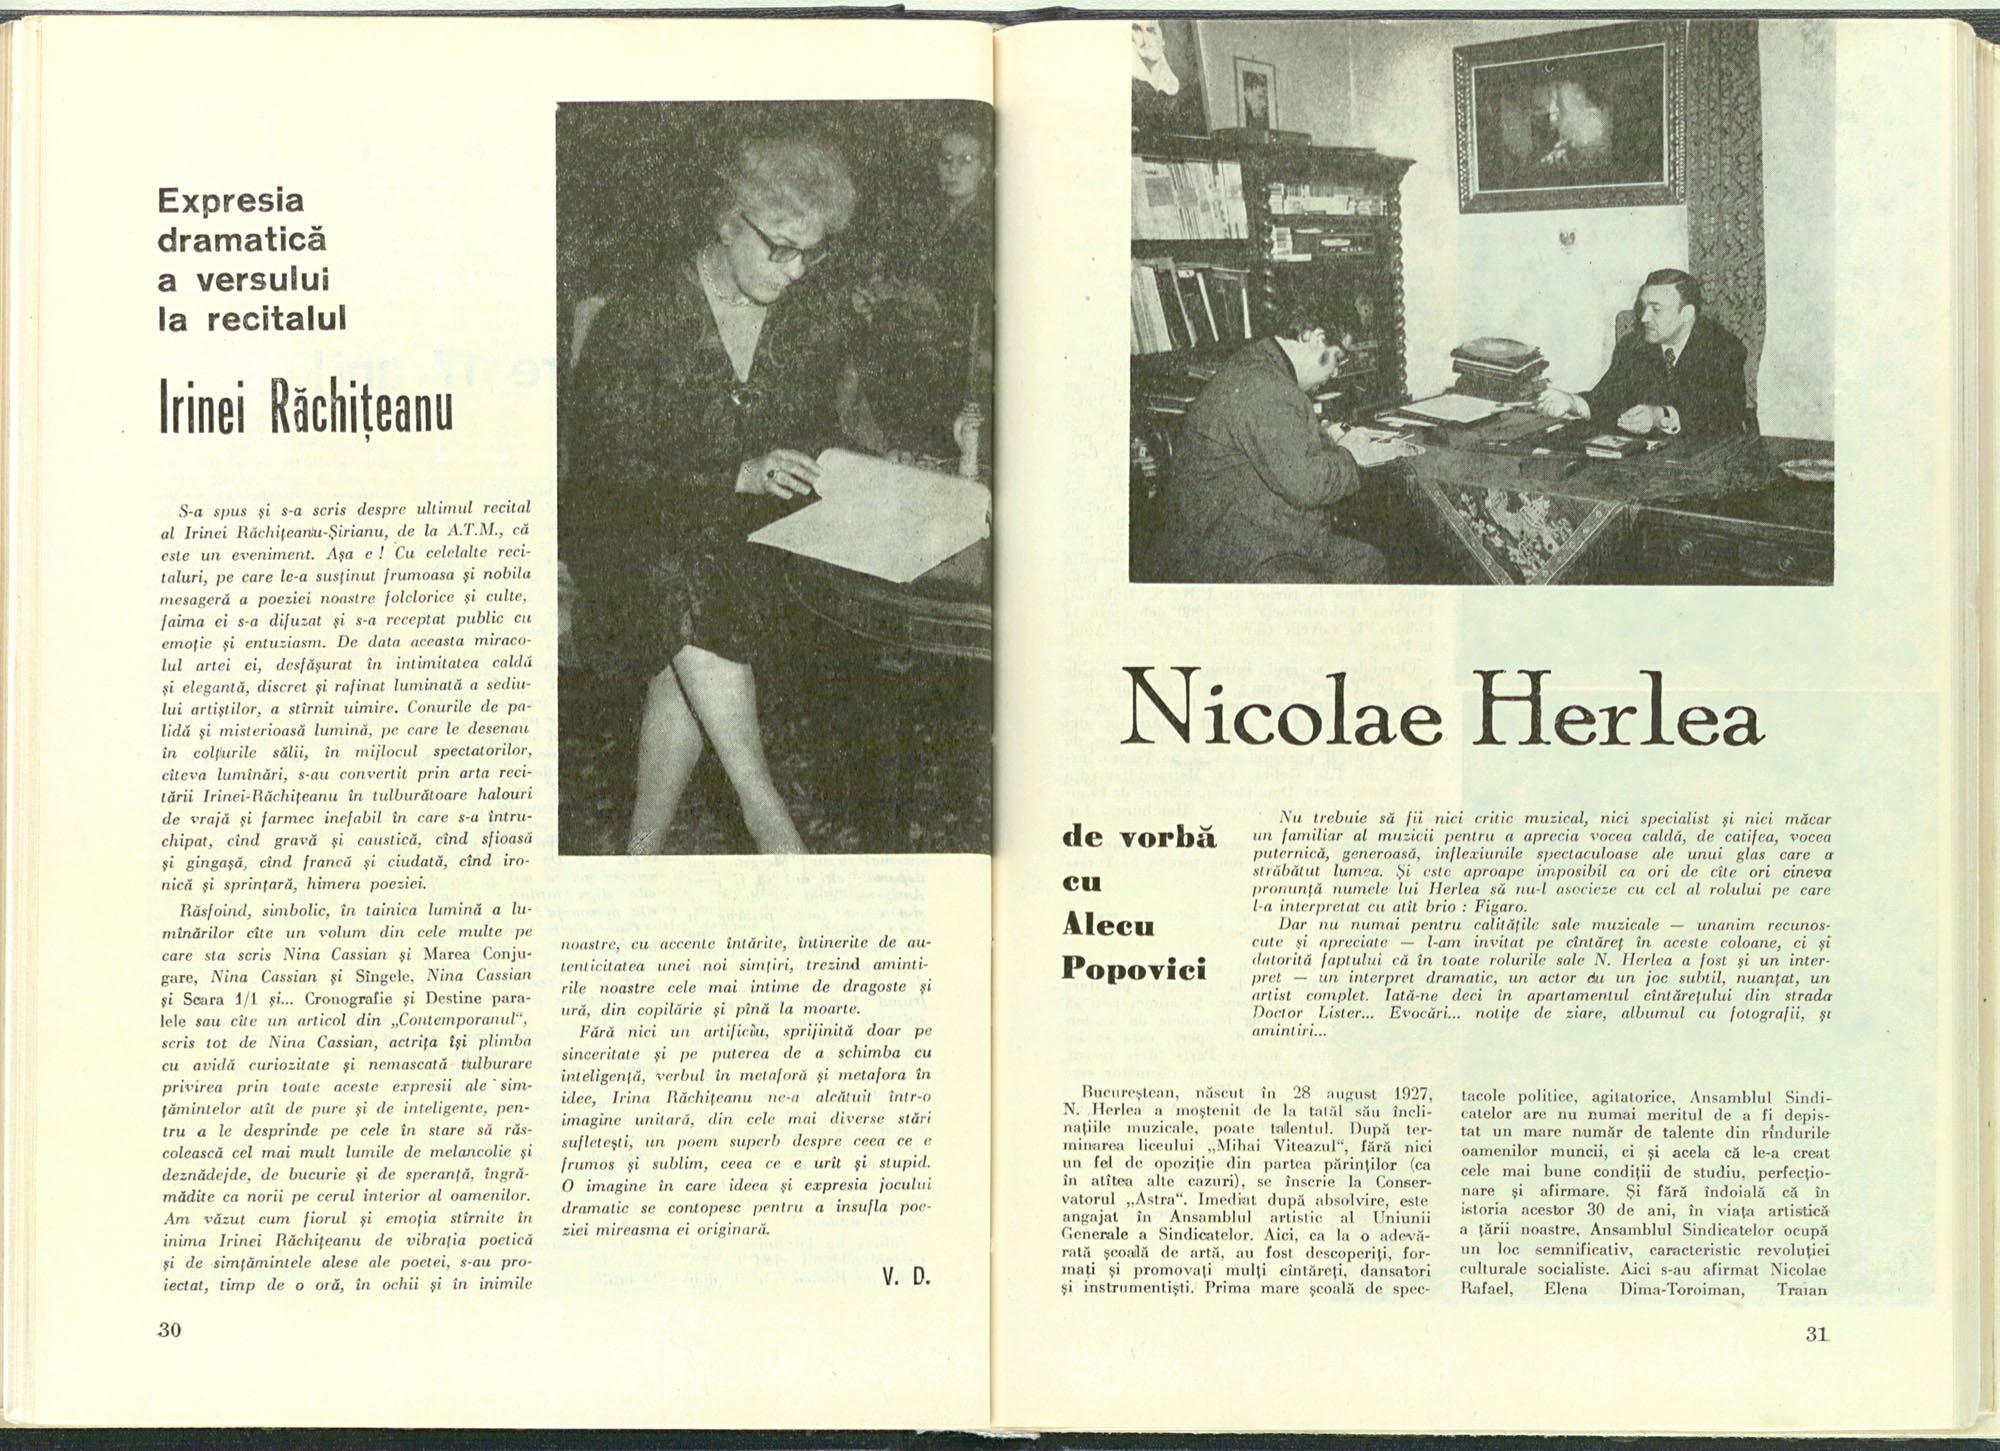 Expresia
dramatică
a versului
la recitalul
Irinei Răchițeanu
S-a spus și s-a scris despre ultimul recital
al Irinei Răchițeanu-Șirianu, de la A.T.M., că
este un eveniment. Așa e ! Cu celelalte reci-
taluri, pe care le-a susținut frumoasa și nobila
mesageră a poeziei noastre folclorice și culte,
faima ei s-a difuzat și s-a receptat public cu
emoție și entuziasm. De data aceasta miraco-
lul artei ei, desfășurat în intimitatea caldă
și elegantă, discret și rafinat luminată a sediu-
lui artiștilor, a stîrnit uimire. Conurile de pa-
lidă și misterioasă lumină, pe care le desenau
în colțurile sălii, în mijlocul spectatorilor,
cîteva luminări, s-au convertit prin arta reci-
tării Irinei-Răchițeanu în tulburătoare halouri
de vrajă și farmec inefabil în care s-a întru-
chipat, cînd gravă și caustică, cînd sfioasă
și gingașă, cînd francă și ciudată, cînd iro-
nică și sprințară, himera poeziei.
Răsfoind, simbolic, în tainica lumină a lu-
minărilor cîte un volum din cele multe pe
care sta scris Nina Cassian și Marea Conju-
gare, Nina Cassian și Sîngele, Nina Cassian
și Scara 1/1 și... Cronografie și Destine para-
lele sau cîte un articol din „Contemporanul“,
scris tot de Nina Cassian, actrița își plimba
cu avidă curiozitate și nemascată tulburare
privirea prin toate aceste expresii ale sim-
țămintelor atît de pure și de inteligente, pen-
tru a le desprinde pe cele în stare să răs-
colească cel mai mult lumile de melancolie și
deznădejde, de bucurie și de speranță, îngră-
mădite ca norii pe cerul interior al oamenilor.
Am văzut cum fiorul și emoția stîrnite în
inima Irinei Răchițeanu de vibrația poetică
și de simțămintele alese ale poetei, s-au pro-
iectat, timp de o oră, în ochii și în inimile
noastre, cu accente întărite, întinerite de au-
tenticitatea unei noi simțiri, trezind aminti-
rile noastre cele mai intime de dragoste și
ură, din copilărie și pînă la moarte.
Fără nici un artificiu, sprijinită doar pe
sinceritate și pe puterea de a schimba cu
inteligență, verbul în metaforă și metafora în
idee, Irina Răchițeanu ne-a alcătuit într-o
imagine unitară, din cele mai diverse stări
sufletești, un poem superb despre ceea ce e
frumos și sublim, ceea ce e urît și stupid.
O imagine în care ideea și expresia jocului
dramatic se contopesc pentru a insufla poe-
ziei mireasma ei originară.
V. D.
30
Nicolae Herlea
de vorbă
cu
Alecu
Popovici
Nu trebuie să fii nici critic muzical, nici specialist și nici măcar
un familiar al muzicii pentru a aprecia vocea caldă, de catifea, vocea
puternică, generoasă, inflexiunile spectaculoase ale unui glas care a
străbătut lumea. Și este aproape imposibil ca ori de cîte ori cineva
pronunță numele lui Herlea să nu-l asocieze cu cel al rolului pe care
l-a interpretat cu atît brio : Figaro.
Dar nu numai pentru calitățile sale muzicale — unanim recunos-
cute și apreciate — l-am invitat pe cîntăreț în aceste coloane, ci și
datorită faptului că în toate rolurile sale N. Herlea a fost și un inter-
pret — un interpret dramatic, un actor cu un joc subtil, nuanțat, un
artist complet. Iată-ne deci în apartamentul cîntărețului din strada
Doctor Lister... Evocări... notițe de ziare, albumul cu fotografii, și
amintiri...
Bucureștean, născut în 28 august 1927,
N. Herlea a moștenit de la tatăl său încli-
națiile muzicale, poate talentul. După ter-
minarea liceului „Mihai Viteazul“, fără nici
un fel de opoziție din partea părinților (ca
în atîtea alte cazuri), se înscrie la Conser-
vatorul „Astra“. Imediat după absolvire, este
angajat în Ansamblul artistic al Uniunii
Generale a Sindicatelor. Aici, ca la o adevă-
rată școală de artă, au fost descoperiți, for-
mați și promovați mulți cîntăreți, dansatori
și instrumentiști. Prima mare școală de spec-
tacole politice, agitatorice, Ansamblul Sindi-
catelor are nu numai meritul de a fi depis-
tat un mare număr de talente din rîndurile
oamenilor muncii, ci și acela că le-a creat
cele mai bune condiții de studiu, perfecțio-
nare și afirmare. Și fără îndoială că în
istoria acestor 30 de ani, în viața artistică
a țării noastre, Ansamblul Sindicatelor ocupă
un loc semnificativ, caracteristic revoluției
culturale socialiste. Aici s-au afirmat Nicolae
Rafael, Elena Dima-Toroiman, Traian
31